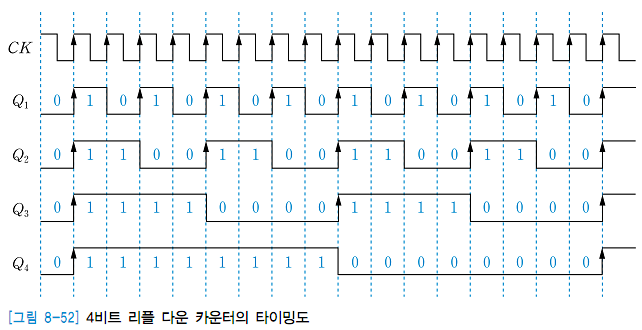 CK
Q₁ 0 1 0 1 0 1 0 1 0 1 0 1 0 1 0 1 0
Q₂ 0 1 1 0 0 1 1 0 0 1 1 0 0 1 1 0 0
Q₃ 0 1 1 1 1 0 0 0 0 1 1 1 1 0 0 0 0
Q₄ 0 1 1 1 1 1 1 1 1 0 0 0 0 0 0 0 0
[그림 8-52] 4비트 리플 다운 카운터의 타이밍도